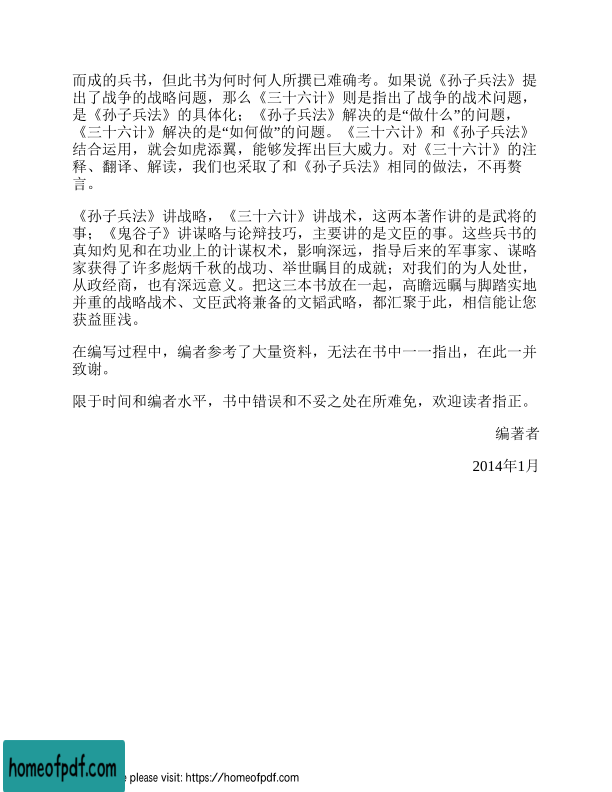 而成的兵书，但此书为何时何人所撰已难确考。如果说《孙子兵法》提
出了战争的战略问题，那么《三十六计》则是指出了战争的战术问题，
是《孙子兵法》的具体化；《孙子兵法》解决的是“做什么”的问题，
《三十六计》解决的是“如何做”的问题。《三十六计》和《孙子兵法》
结合运用，就会如虎添翼，能够发挥出巨大威力。对《三十六计》的注
释、翻译、解读，我们也采取了和《孙子兵法》相同的做法，不再赘
言。
《孙子兵法》讲战略，《三十六计》讲战术，这两本著作讲的是武将的
事；《鬼谷子》讲谋略与论辩技巧，主要讲的是文臣的事。这些兵书的
真知灼见和在功业上的计谋权术，影响深远，指导后来的军事家、谋略
家获得了许多彪炳千秋的战功、举世瞩目的成就；对我们的为人处世，
从政经商，也有深远意义。把这三本书放在一起，高瞻远瞩与脚踏实地
并重的战略战术、文臣武将兼备的文韬武略，都汇聚于此，相信能让您
获益匪浅。
在编写过程中，编者参考了大量资料，无法在书中一一指出，在此一并
致谢。
限于时间和编者水平，书中错误和不妥之处在所难免，欢迎读者指正。
编著者
2014年1月
homeofpdf.com
e please visit: https://homeofpdf.com